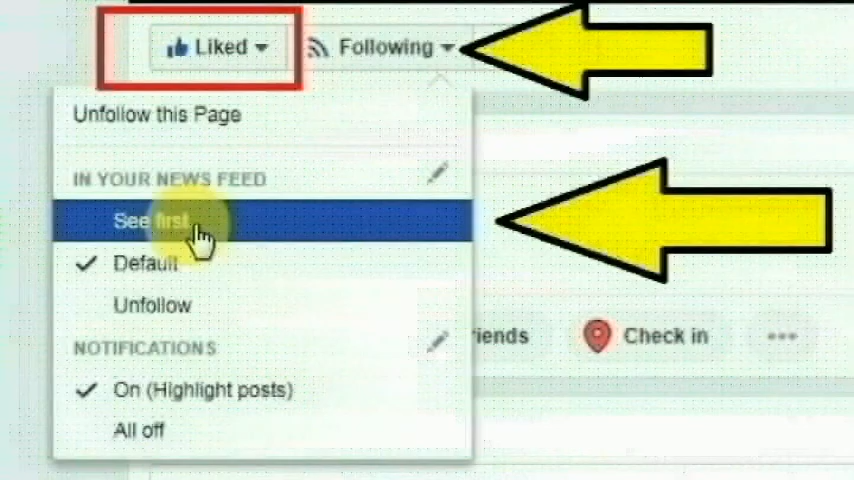 Liked Following
Unfollow this Page
IN YOUR NEWS FEED
See first
Default
Unfollow
NOTIFICATIONS
riends Check in
On (Highlight posts)
All off